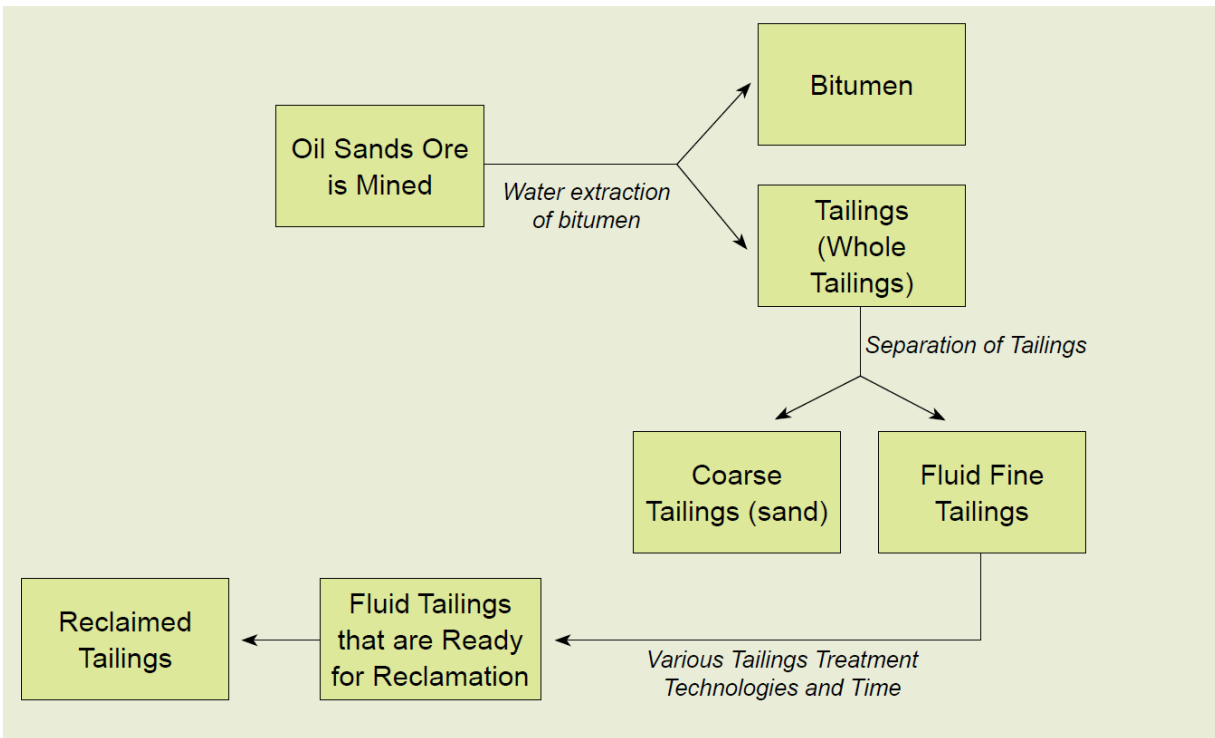 Bitumen
Oil Sands Ore
is Mined
Water extraction
of bitumen
Tailings
(Whole
Tailings)
Separation of Tailings
Coarse
Tailings (sand)
Fluid Fine
Tailings
Reclaimed
Tailings
Fluid Tailings
that are Ready
for Reclamation
Various Tailings Treatment
Technologies and Time